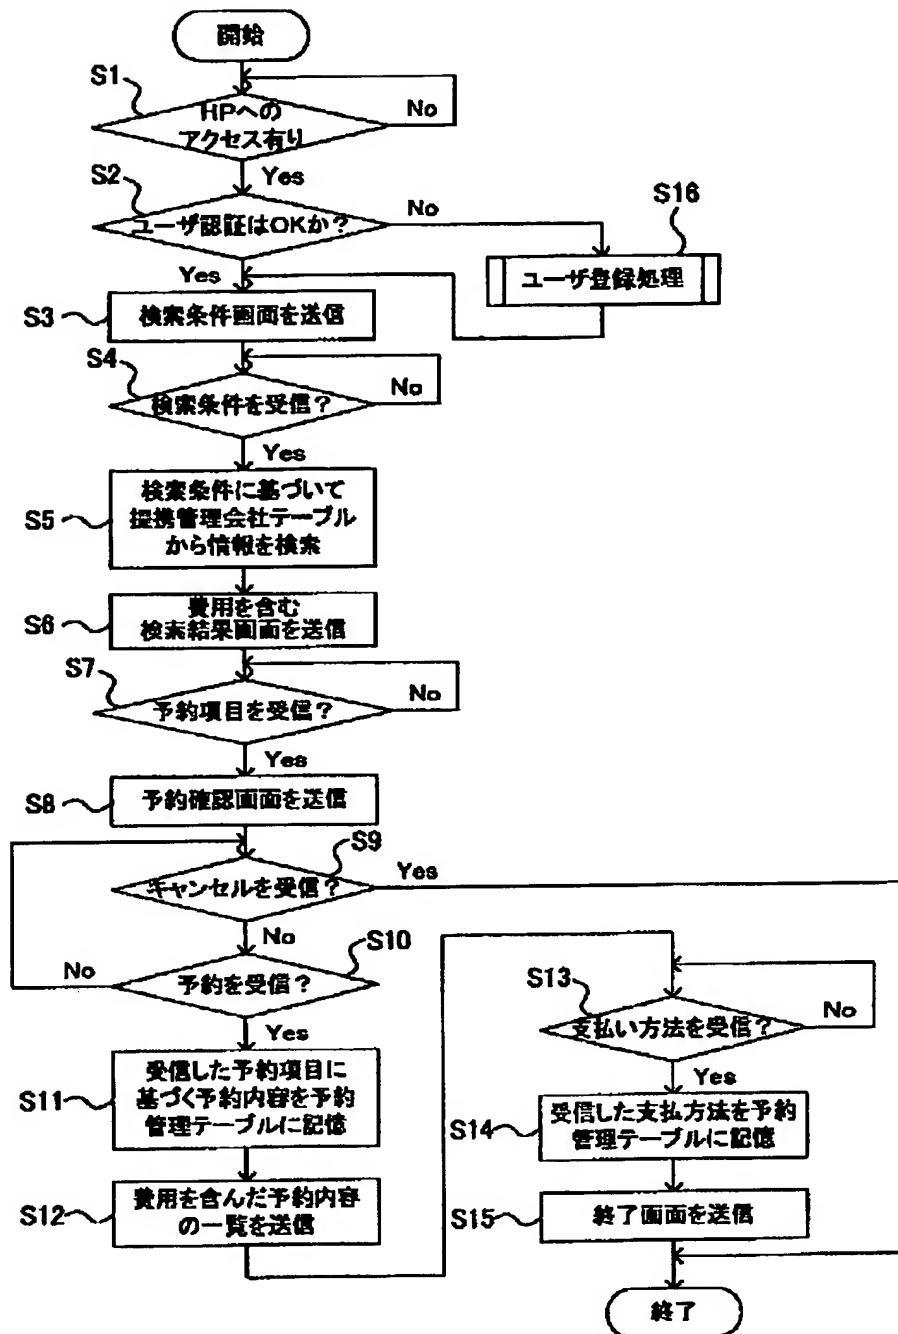 開始
S1
HPへの
アクセス有り
No
Yes
S2
ユーザ認証はOKか？
No
S16
ユーザ登録処理
Yes
S3
検索条件画面を送信
S4
検索条件を受信？
No
Yes
S5
検索条件に基づいて
提携管理会社テーブル
から情報を検索
S6
費用を含む
検索結果画面を送信
S7
予約項目を受信？
No
Yes
S8
予約確認画面を送信
S9
キャンセルを受信？
Yes
No
S10
予約を受信？
No
Yes
S11
受信した予約項目に
基づく予約内容を予約
管理テーブルに記憶
S12
費用を含んだ予約内容
の一覧を送信
S13
支払い方法を受信？
No
Yes
S14
受信した支払方法を予約
管理テーブルに記憶
S15
終了画面を送信
終了